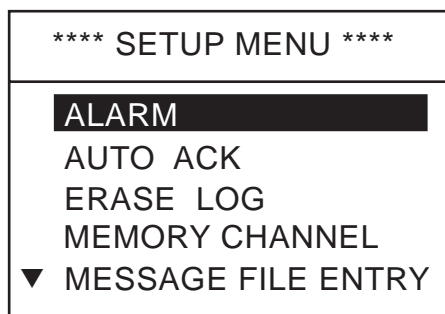 **** SETUP MENU ****
ALARM
AUTO ACK
ERASE LOG
MEMORY CHANNEL
▼ MESSAGE FILE ENTRY